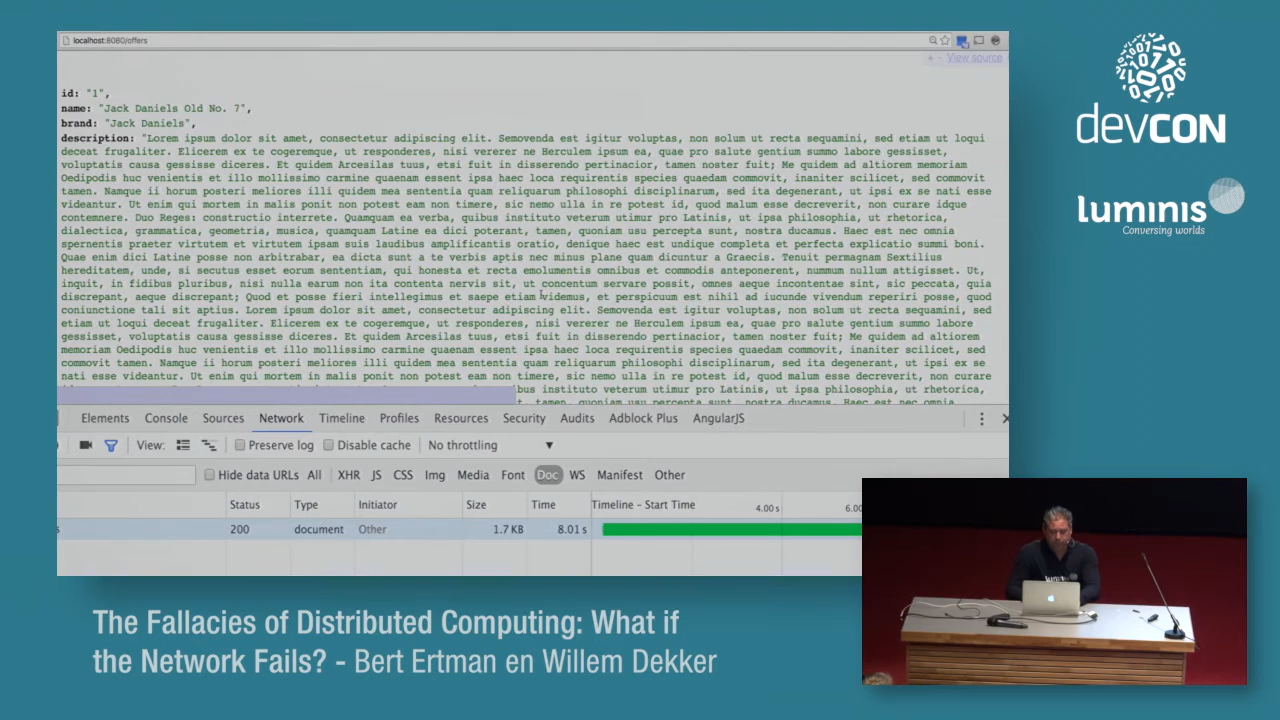 localhost:8080/offers
View source
id: "1",
name: "Jack Daniels Old No. 7",
brand: "Jack Daniels",
description: "Lorem ipsum dolor sit amet, consectetur adipiscing elit. Semovenda est igitur voluptas, non solum ut recta sequamini, sed etiam ut loqui
deceat frugaliter. Elicerem ex te cogeremque, ut responderes, nisi vererer ne Herculem ipsum ea, quae pro salute gentium summo labore gessisset,
voluptatis causa gessisse diceres. Et quidem Arcesilas tuus, etsi fuit in disserendo pertinacior, tamen noster fuit; Me quidem ad altiorem memoriam
Oedipodis huc venientis et illo mollissimo carmine quaenam essent ipsa haec loca requirentis species quaedam commovit, inaniter scilicet, sed commovit
tamen. Namque ii horum posteri meliores illi quidem mea sententia quam reliquarum philosophi disciplinarum, sed ita degenerant, ut ipsi ex se nati esse
videantur. Ut enim qui mortem in malis ponit non potest eam non timere, sic nemo ulla in re potest id, quod malum esse decreverit, non curare idque
contemnere. Duo Reges: constructio interrete. Quamquam ea verba, quibus instituto veterum utimur pro Latinis, ut ipsa philosophia, ut rhetorica,
dialectica, grammatica, geometria, musica, quamquam Latine ea dici poterant, tamen, quoniam usu percepta sunt, nostra ducamus. Haec est nec omnia
spernentis praeter virtutem et virtutem ipsam suis laudibus amplificantis oratio, denique haec est undique completa et perfecta explicatio summi boni.
Quae enim dici Latine posse non arbitrabar, ea dicta sunt a te verbis aptis nec minus plane quam dicuntur a Graecis. Tenuit permagnam Sextilius
hereditatem, unde, si secutus esset eorum sententiam, qui honesta et recta emolumentis omnibus et commodis anteponerent, nummum nullum attigisset. Ut,
inquit, in fidibus pluribus, nisi nulla earum non ita contenta nervis sit, ut concentum servare possit, omnes aeque incontentae sint, sic peccata, quia
discrepant, aeque discrepant; Quod et posse fieri intellegimus et saepe etiam videmus, et perspicuum est nihil ad iucunde vivendum reperiri posse, quod
coniunctione tali sit aptius. Lorem ipsum dolor sit amet, consectetur adipiscing elit. Semovenda est igitur voluptas, non solum ut recta sequamini, sed
etiam ut loqui deceat frugaliter. Elicerem ex te cogeremque, ut responderes, nisi vererer ne Herculem ipsum ea, quae pro salute gentium summo labore
gessisset, voluptatis causa gessisse diceres. Et quidem Arcesilas tuus, etsi fuit in disserendo pertinacior, tamen noster fuit; Me quidem ad altiorem
memoriam Oedipodis huc venientis et illo mollissimo carmine quaenam essent ipsa haec loca requirentis species quaedam commovit, inaniter scilicet, sed
commovit tamen. Namque ii horum posteri meliores illi quidem mea sententia quam reliquarum philosophi disciplinarum, sed ita degenerant, ut ipsi ex se
nati esse videantur. Ut enim qui mortem in malis ponit non potest eam non timere, sic nemo ulla in re potest id, quod malum esse decreverit, non curare
bus instituto veterum utimur pro Latinis, ut ipsa philosophia, ut rhetorica,
t, tamen, quoniam usu percepta sunt, nostra ducamus. Haec est nec omnia
Elements Console Sources Network Timeline Profiles Resources Security Audits Adblock Plus AngularJS
View: Preserve log Disable cache No throttling
Hide data URLs All XHR JS CSS Img Media Font Doc WS Manifest Other
Status Type Initiator Size Time Timeline – Start Time 4.00 s 6.00
s 200 document Other 1.7 KB 8.01 s
The Fallacies of Distributed Computing: What if
the Network Fails? - Bert Ertman en Willem Dekker
devCON
luminis
Conversing worlds